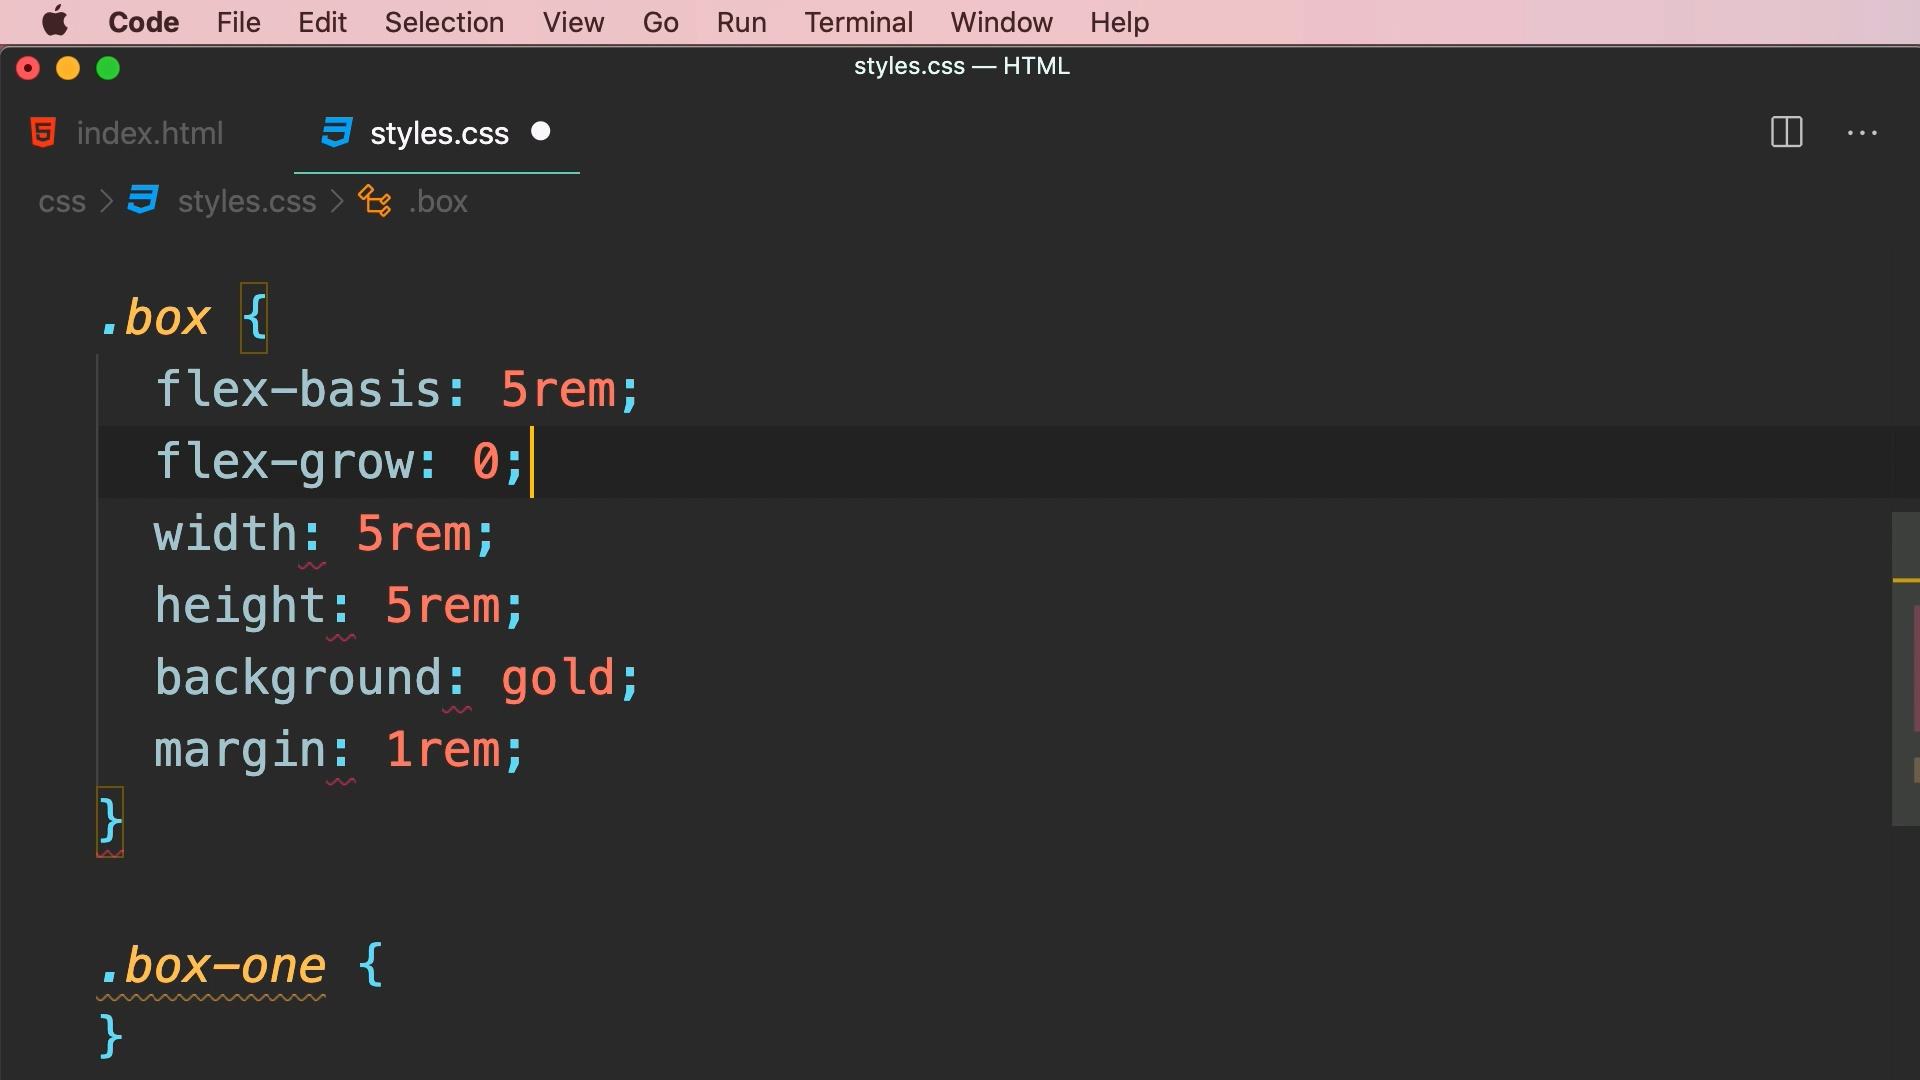 Code File Edit Selection View Go Run Terminal Window Help
styles.css — HTML
index.html styles.css
css > styles.css > .box
.box {
flex-basis: 5rem;
flex-grow: 0;
width: 5rem;
height: 5rem;
background: gold;
margin: 1rem;
}
.box-one {
}